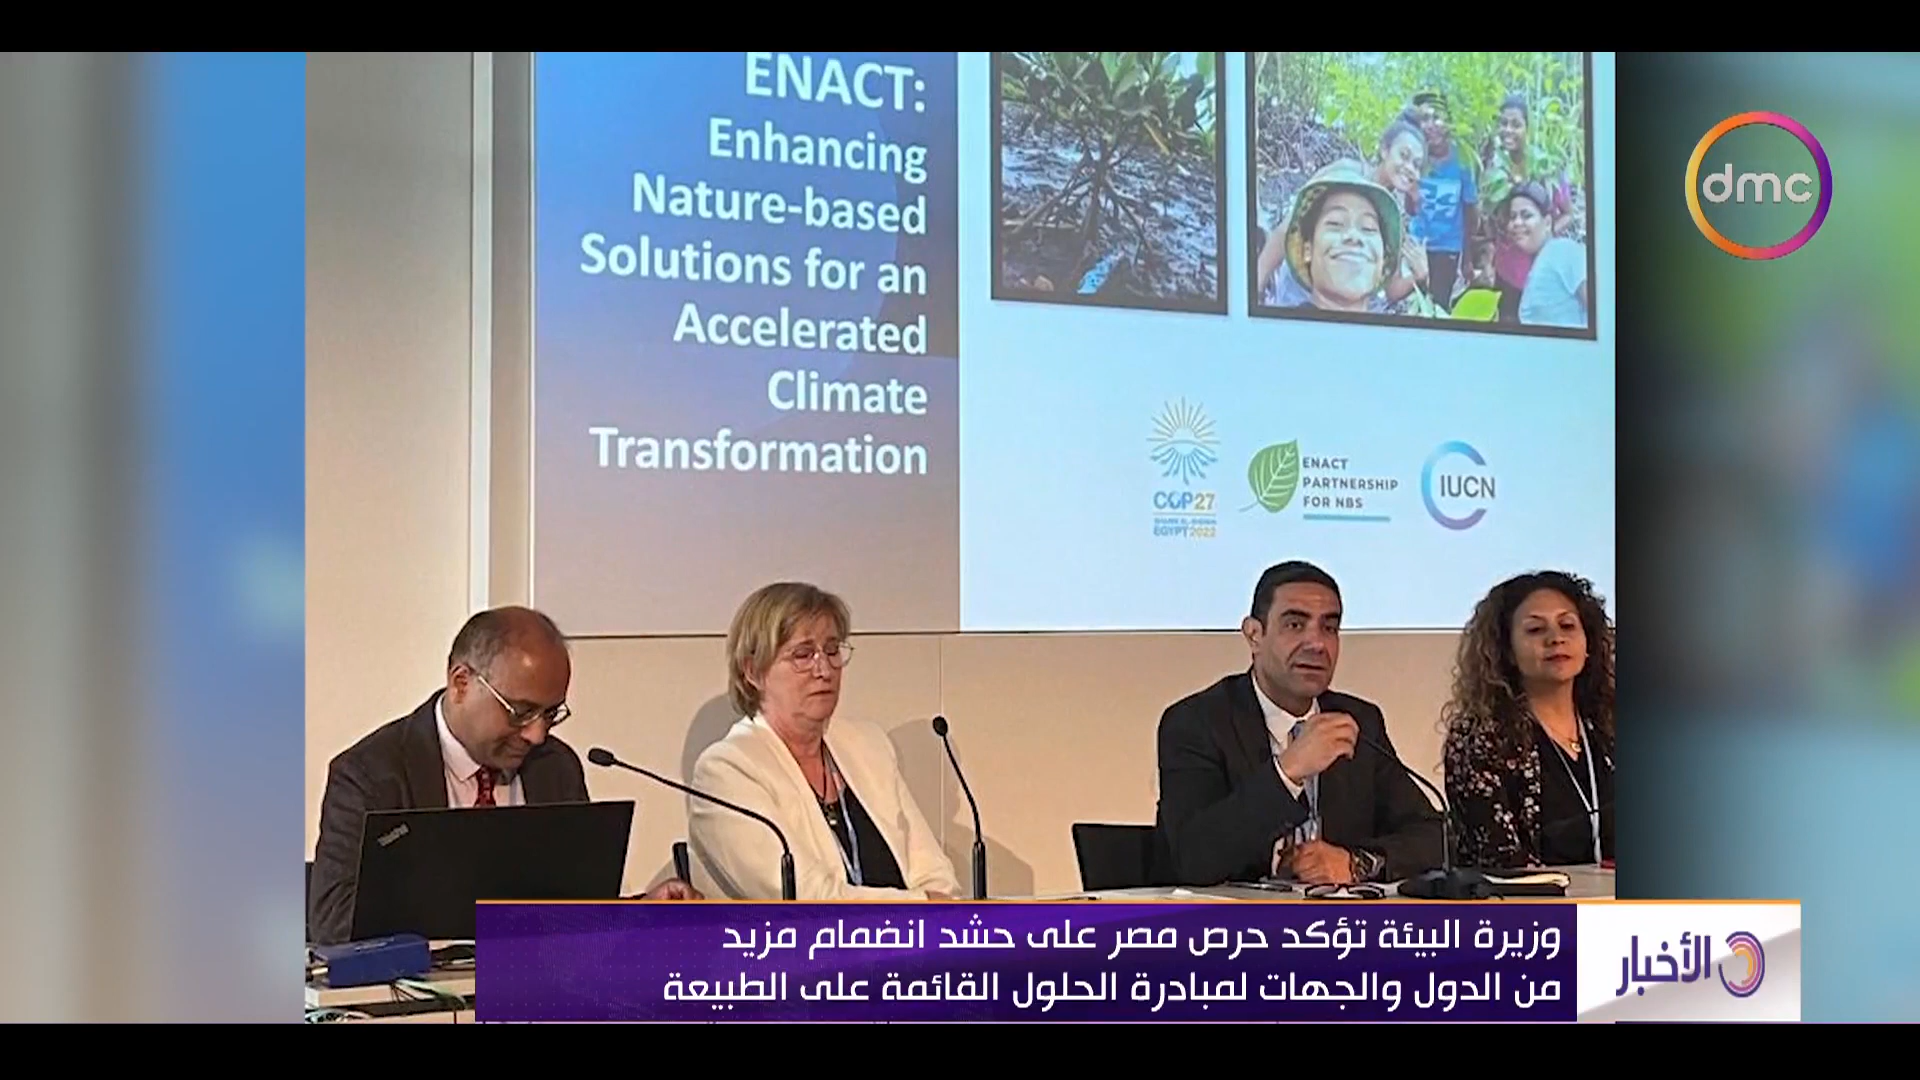 ENACT:
Enhancing
Nature-based
Solutions for an
Accelerated
Climate
Transformation
COP27
EGYPT 2022
ENACT
PARTNERSHIP
FOR NBS
IUCN
dmc
ThinkPad
وزيرة البيئة تؤكد حرص مصر على حشد انضمام مزيد
من الدول والجهات لمبادرة الحلول القائمة على الطبيعة
الأخبار